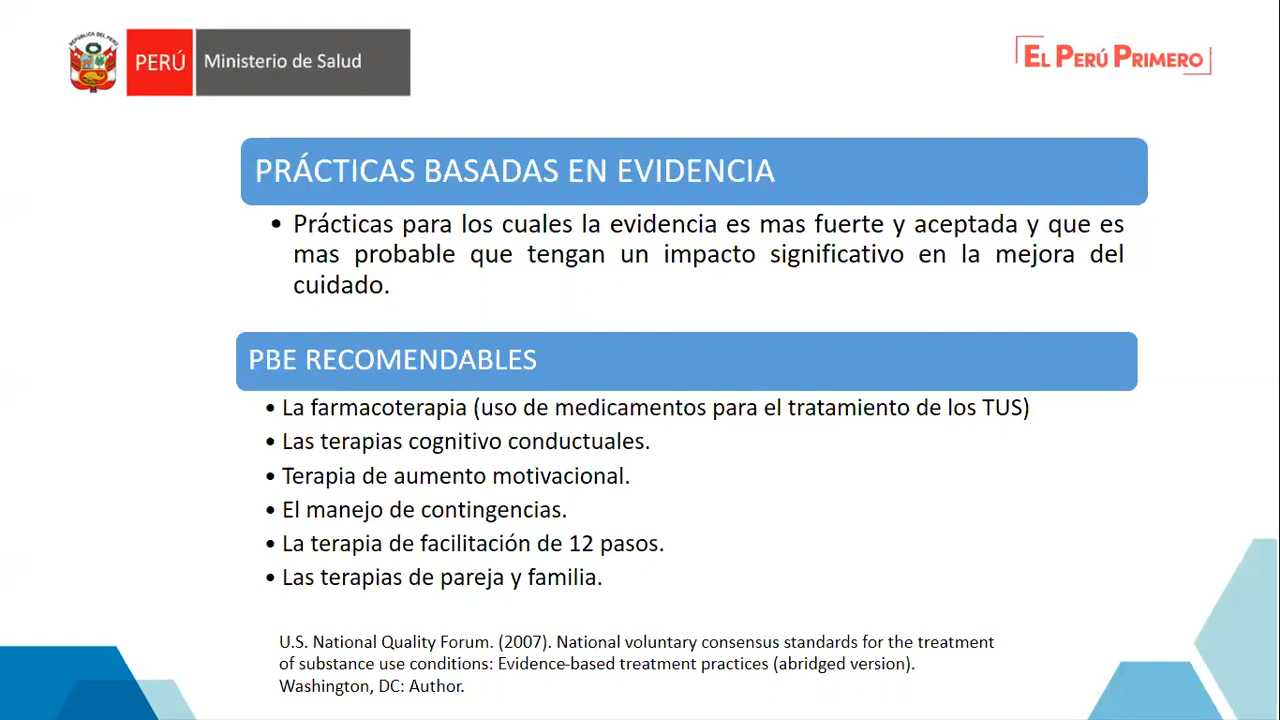 REPÚBLICA DEL PERÚ
PERÚ
Ministerio de Salud
EL PERÚ PRIMERO
PRÁCTICAS BASADAS EN EVIDENCIA
• Prácticas para los cuales la evidencia es mas fuerte y aceptada y que es
mas probable que tengan un impacto significativo en la mejora del
cuidado.
PBE RECOMENDABLES
• La farmacoterapia (uso de medicamentos para el tratamiento de los TUS)
• Las terapias cognitivo conductuales.
• Terapia de aumento motivacional.
• El manejo de contingencias.
• La terapia de facilitación de 12 pasos.
• Las terapias de pareja y familia.
U.S. National Quality Forum. (2007). National voluntary consensus standards for the treatment
of substance use conditions: Evidence-based treatment practices (abridged version).
Washington, DC: Author.